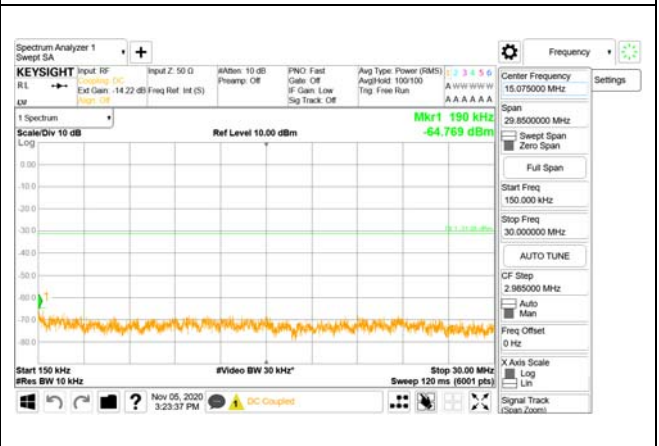 Spectrum Analyzer 1
Swept SA
Frequency
KEYSIGHT
Input: RF
Coupling: DC
Ext Gain: -14.22 dB
Align: Off
Input Z: 50 Ω
Freq Ref: Int (S)
#Atten: 10 dB
Preamp: Off
PNO: Fast
Gate: Off
IF Gain: Low
Sig Track: Off
Avg Type: Power (RMS)
Avg|Hold: 100/100
Trig: Free Run
1 2 3 4 5 6
A W W W W W
A A A A A A
R L
1 Spectrum
Scale/Div 10 dB
Ref Level 10.00 dBm
Mkr1 190 kHz
-64.769 dBm
Log
0.00
-10.0
-20.0
-30.0
-40.0
-50.0
-60.0
-70.0
-80.0
1
Start 150 kHz
#Video BW 30 kHz*
Stop 30.00 MHz
#Res BW 10 kHz
Sweep 120 ms (6001 pts)
Nov 05, 2020
3:23:37 PM
DC Coupled
Center Frequency
15.075000 MHz
Settings
Span
29.8500000 MHz
Swept Span
Zero Span
Full Span
Start Freq
150.000 kHz
Stop Freq
30.000000 MHz
AUTO TUNE
CF Step
2.985000 MHz
Auto
Man
Freq Offset
0 Hz
X Axis Scale
Log
Lin
Signal Track
(Span Zoom)